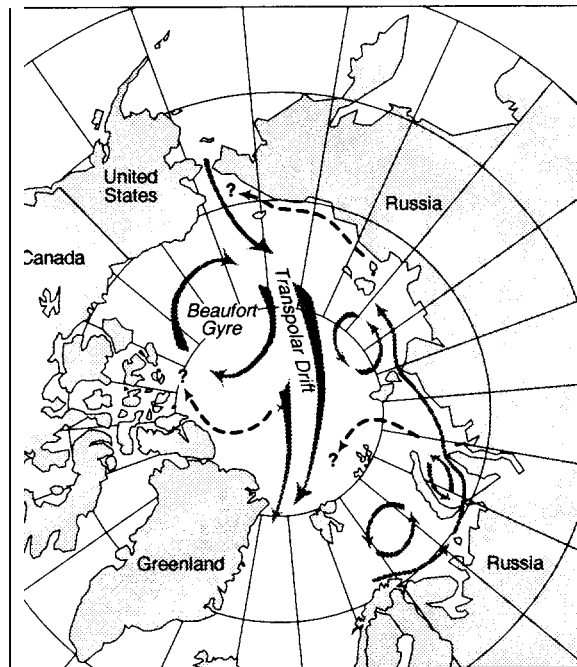 United
States
?
Russia
Canada
Beaufort
Gyre
Transpolar Drift
?
?
Greenland
Russia